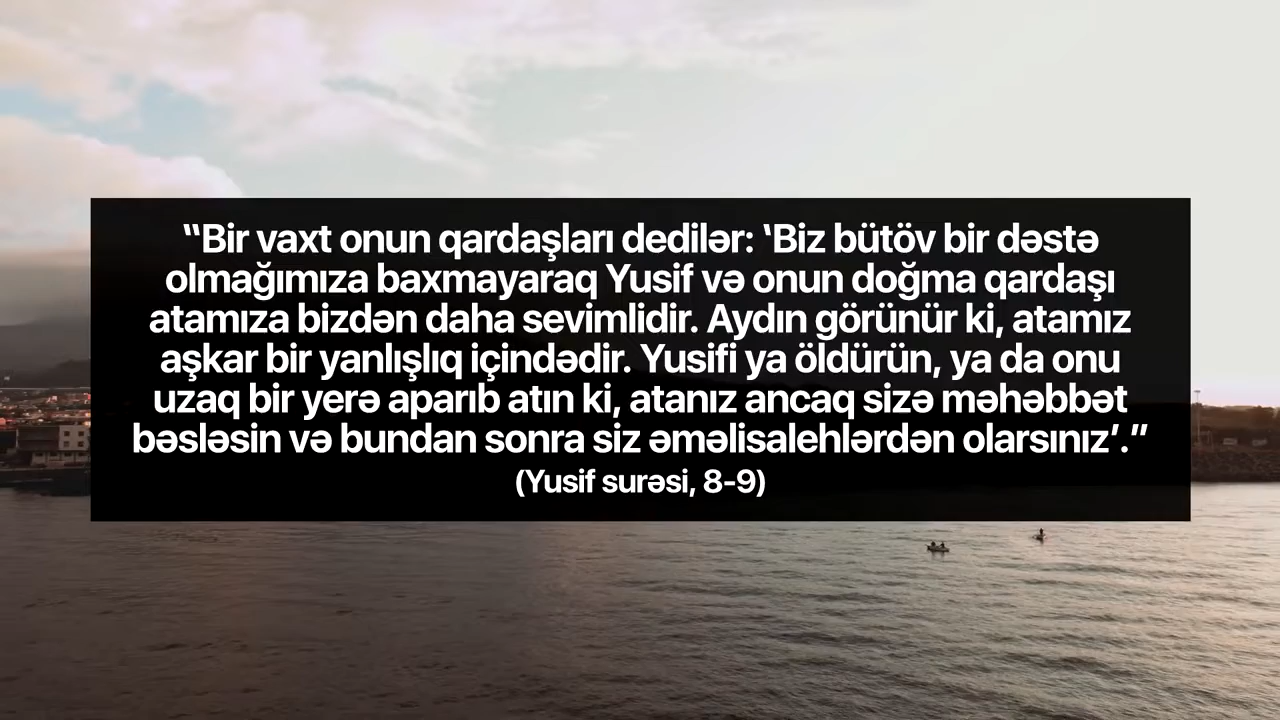 “Bir vaxt onun qardaşları dedilər: ‘Biz bütöv bir dəstə
olmağımıza baxmayaraq Yusif və onun doğma qardaşı
atamıza bizdən daha sevimlidir. Aydın görünür ki, atamız
aşkar bir yanlışlıq içindədir. Yusifi ya öldürün, ya da onu
uzaq bir yerə aparıb atın ki, atanız ancaq sizə məhəbbət
bəsləsin və bundan sonra siz əməlisalehlərdən olarsınız’.”
(Yusif surəsi, 8-9)